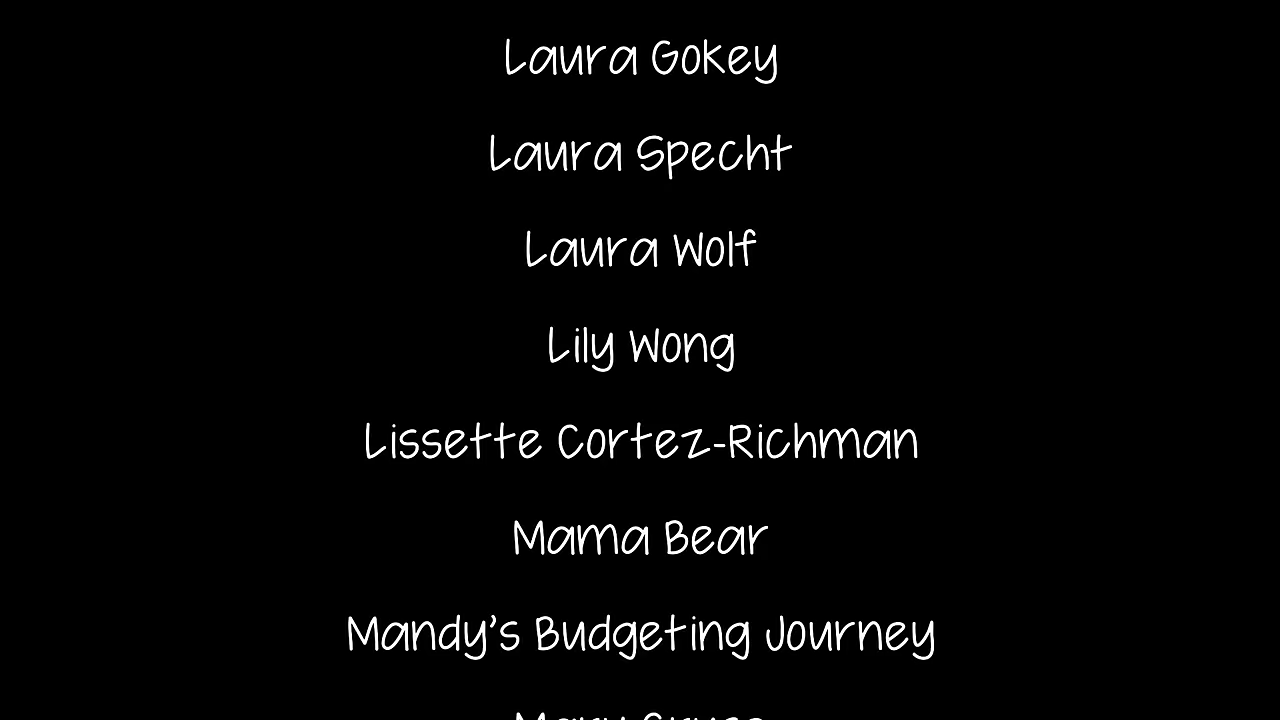 Laura Gokey
Laura Specht
Laura Wolf
Lily Wong
Lissette Cortez-Richman
Mama Bear
Mandy's Budgeting Journey